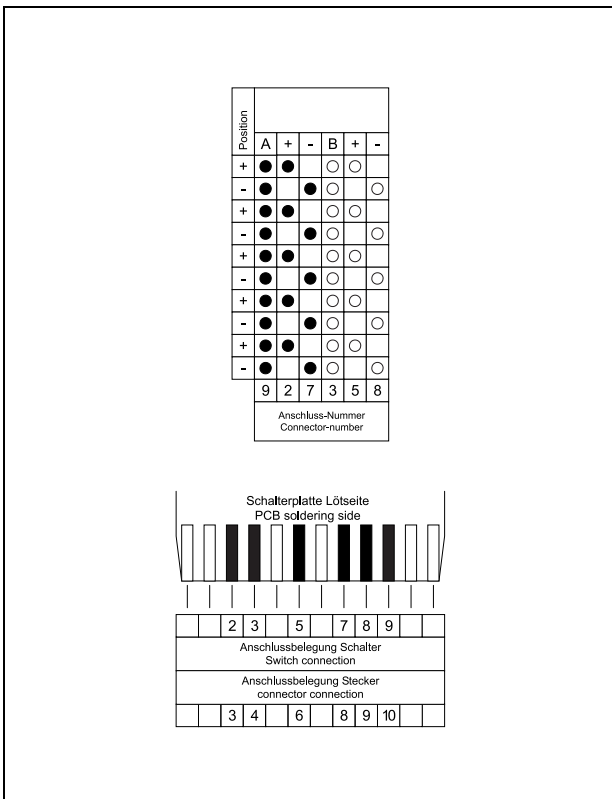 Position
A + - B + -
+
-
+
-
+
-
+
-
+
-
9 2 7 3 5 8
Anschluss-Nummer
Connector-number
Schalterplatte Lötseite
PCB soldering side
2 3 5 7 8 9
Anschlussbelegung Schalter
Switch connection
Anschlussbelegung Stecker
connector connection
3 4 6 8 9 10